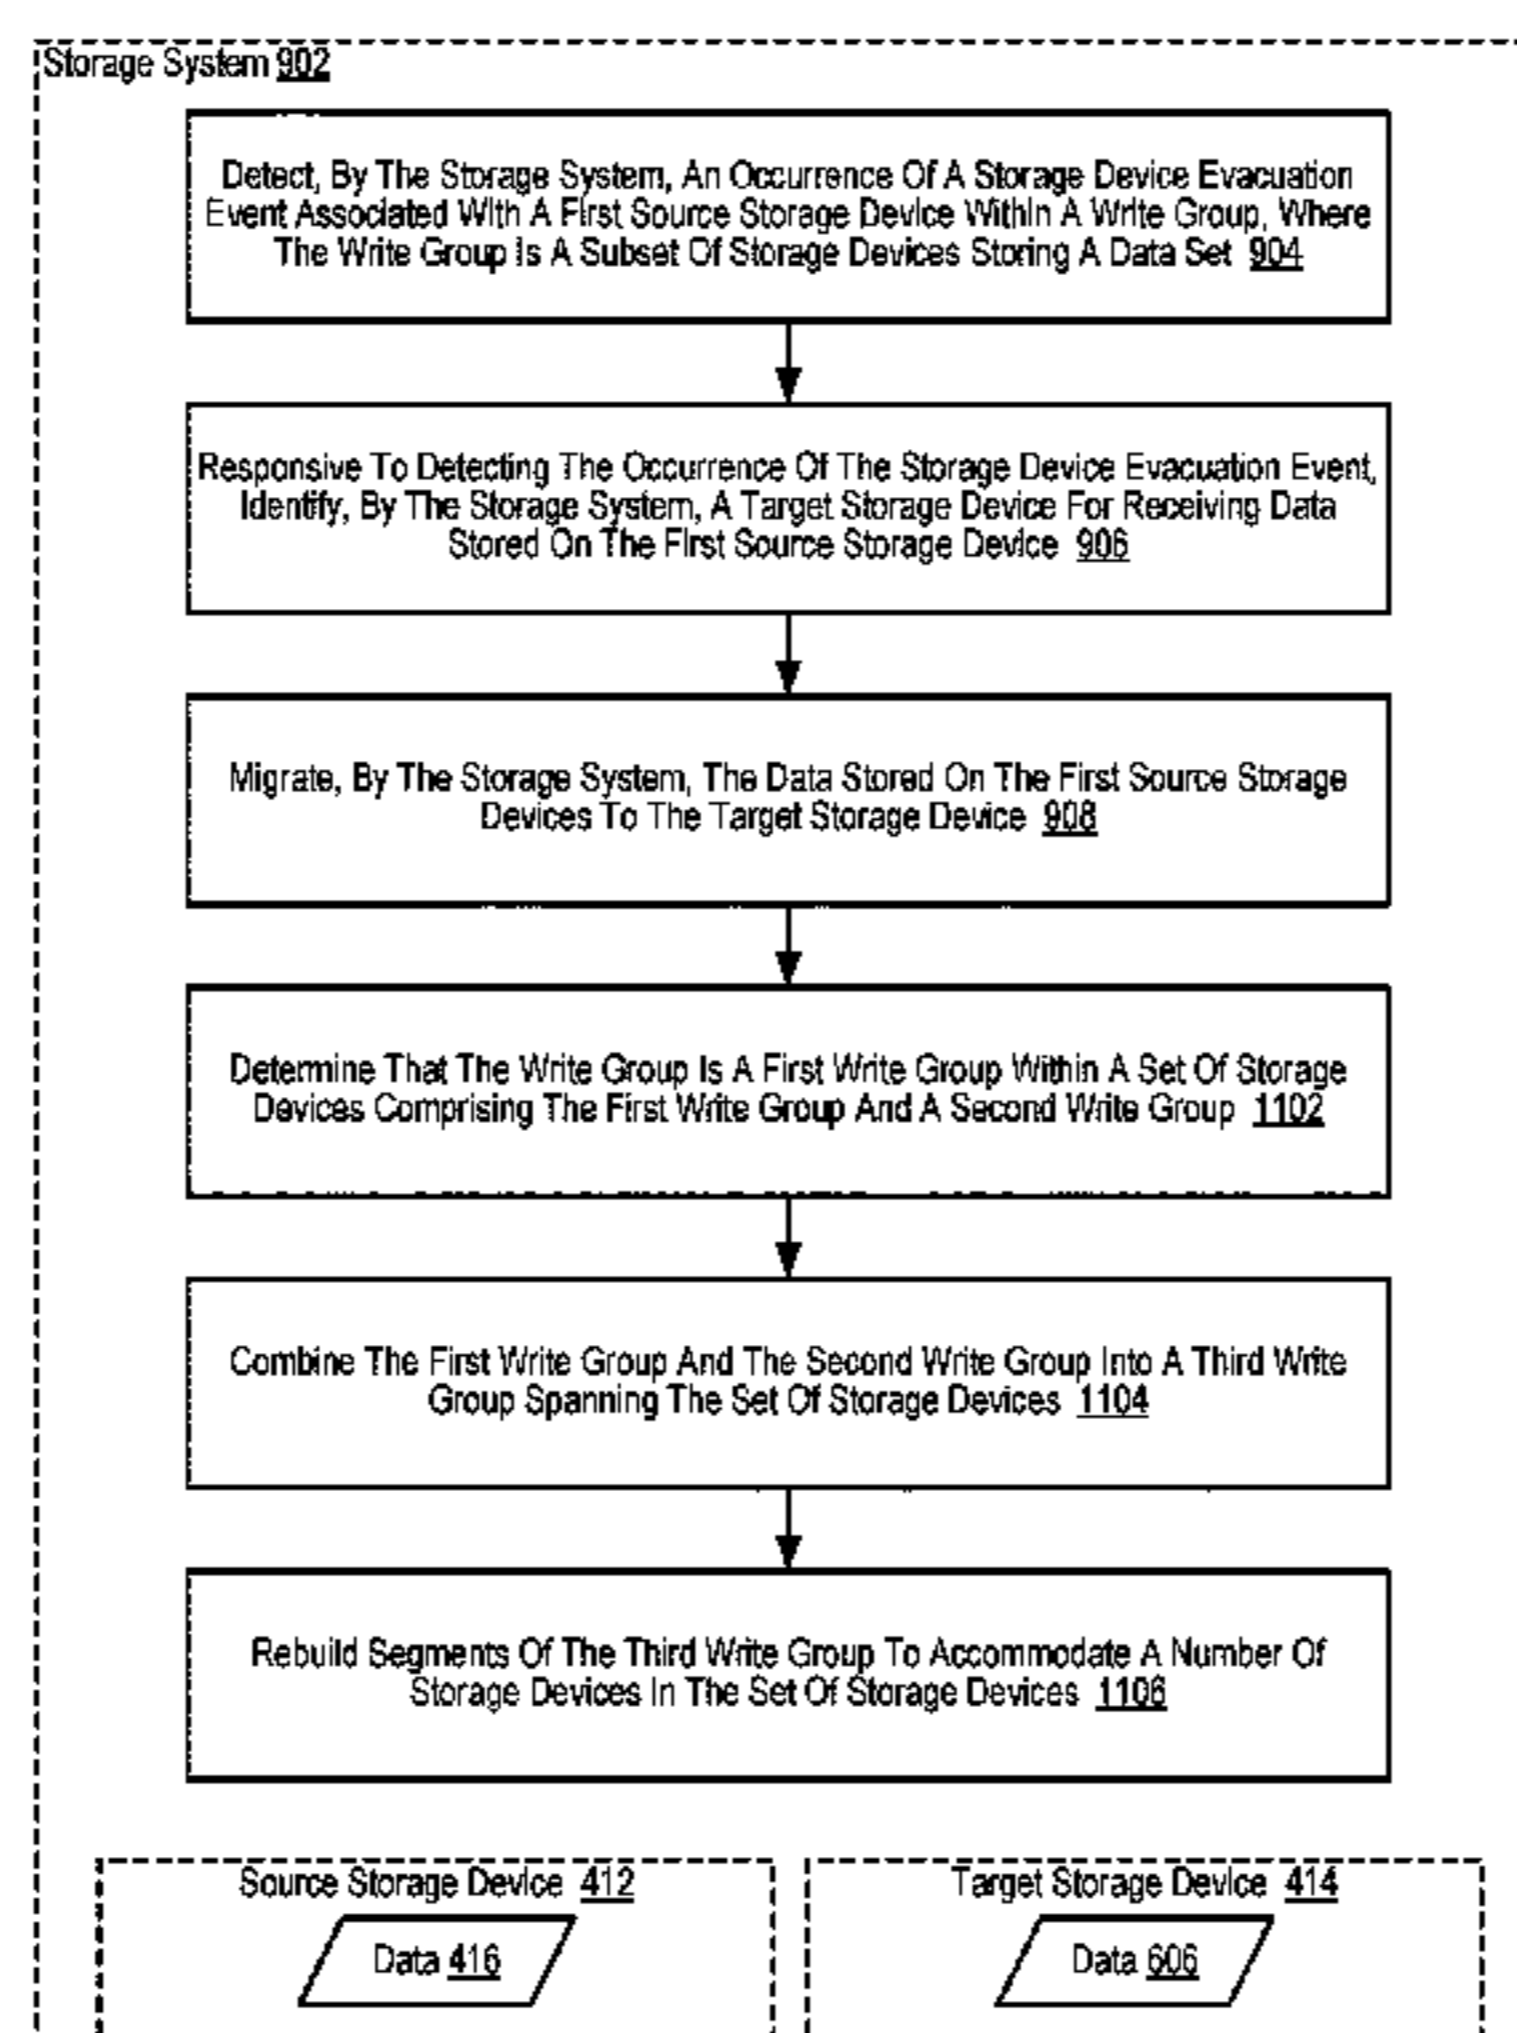 Storage System 902
Detect, By The Storage System, An Occurrence Of A Storage Device Evacuation
Event Associated With A First Source Storage Device Within A Write Group, Where
The Write Group Is A Subset Of Storage Devices Storing A Data Set 904
Responsive To Detecting The Occurrence Of The Storage Device Evacuation Event,
Identify, By The Storage System, A Target Storage Device For Receiving Data
Stored On The First Source Storage Device 906
Migrate, By The Storage System, The Data Stored On The First Source Storage
Devices To The Target Storage Device 908
Determine That The Write Group Is A First Write Group Within A Set Of Storage
Devices Comprising The First Write Group And A Second Write Group 1102
Combine The First Write Group And The Second Write Group Into A Third Write
Group Spanning The Set Of Storage Devices 1104
Rebuild Segments Of The Third Write Group To Accommodate A Number Of
Storage Devices In The Set Of Storage Devices 1106
Source Storage Device 412
Target Storage Device 414
Data 416
Data 606